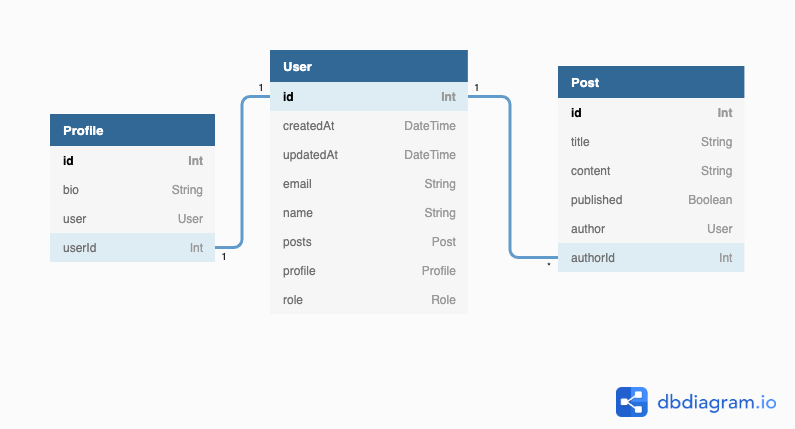 Profile
id Int
bio String
user User
userId Int
1
1
User
id Int
createdAt DateTime
updatedAt DateTime
email String
name String
posts Post
profile Profile
role Role
1
*
Post
id Int
title String
content String
published Boolean
author User
authorId Int
dbdiagram.io